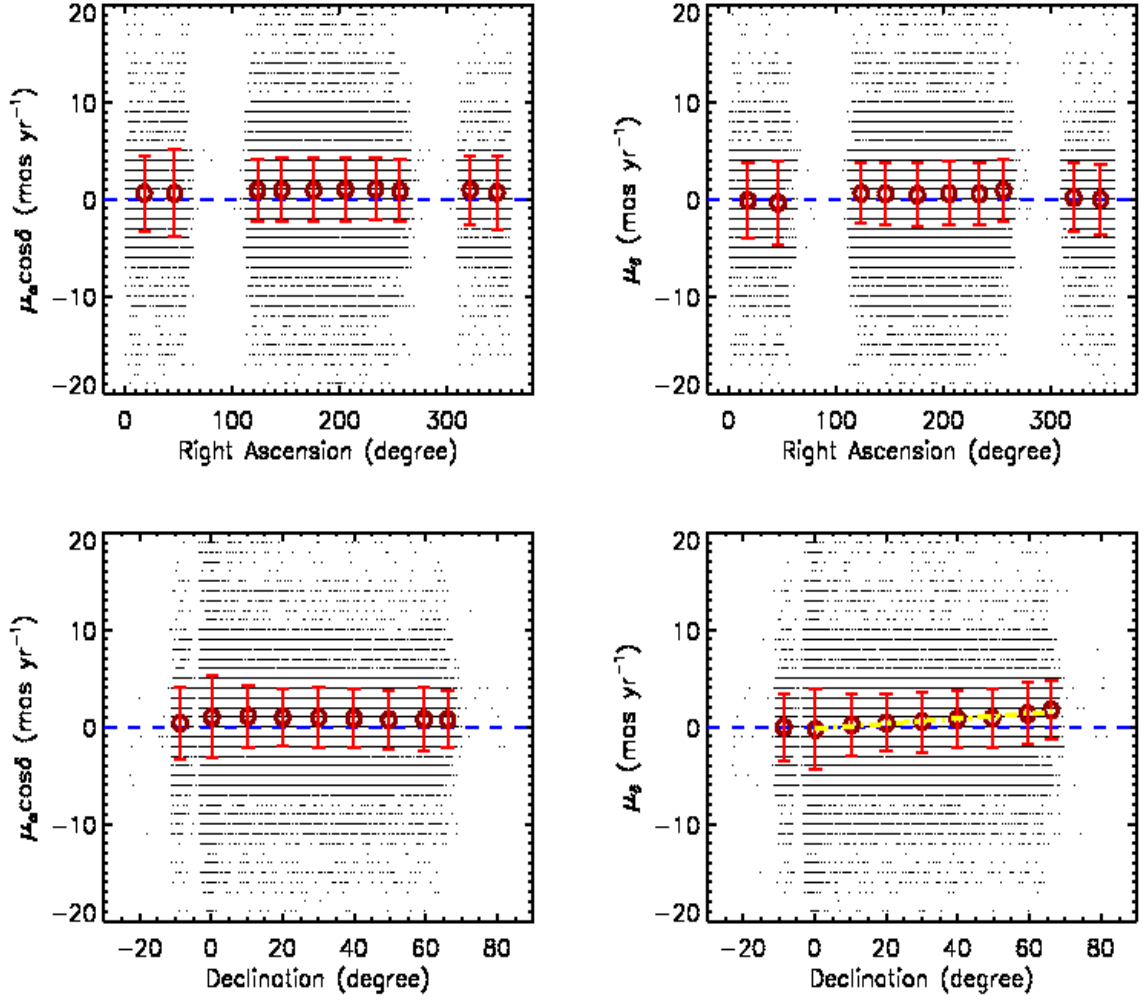 20
10
0
−10
−20
μαcosδ (mas yr⁻¹)
0 100 200 300
Right Ascension (degree)
20
10
0
−10
−20
μδ (mas yr⁻¹)
0 100 200 300
Right Ascension (degree)
20
10
0
−10
−20
μαcosδ (mas yr⁻¹)
−20 0 20 40 60 80
Declination (degree)
20
10
0
−10
−20
μδ (mas yr⁻¹)
−20 0 20 40 60 80
Declination (degree)